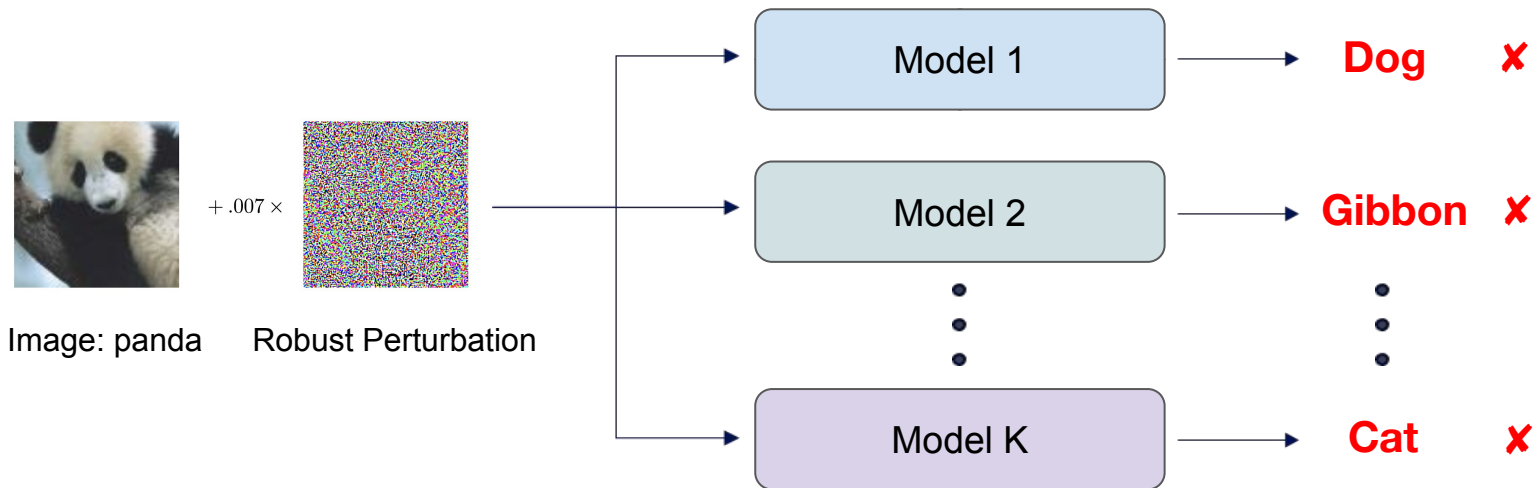 Model 1
Dog ✘
+ .007 ×
Model 2
Gibbon ✘
Image: panda
Robust Perturbation
Model K
Cat ✘